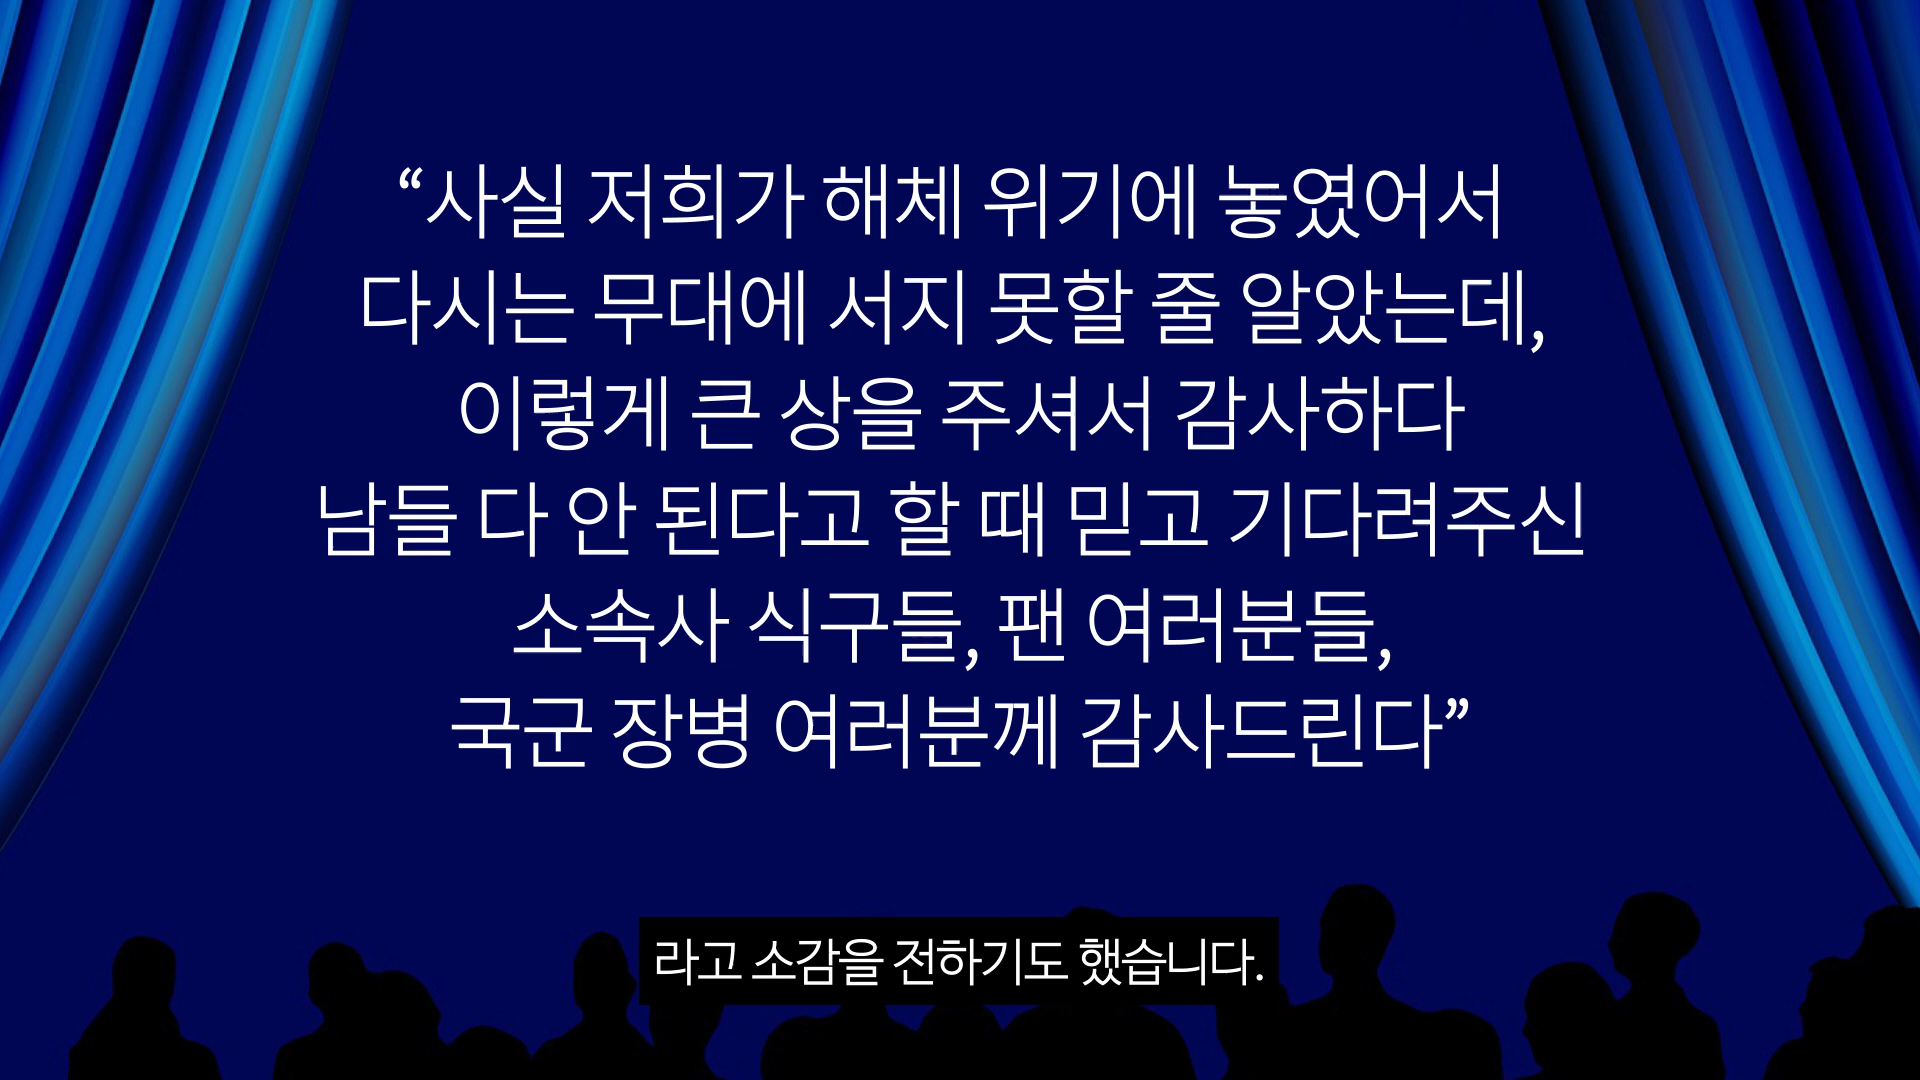 “사실 저희가 해체 위기에 놓였어서
다시는 무대에 서지 못할 줄 알았는데,
이렇게 큰 상을 주셔서 감사하다
남들 다 안 된다고 할 때 믿고 기다려주신
소속사 식구들, 팬 여러분들,
국군 장병 여러분께 감사드린다”
라고 소감을 전하기도 했습니다.